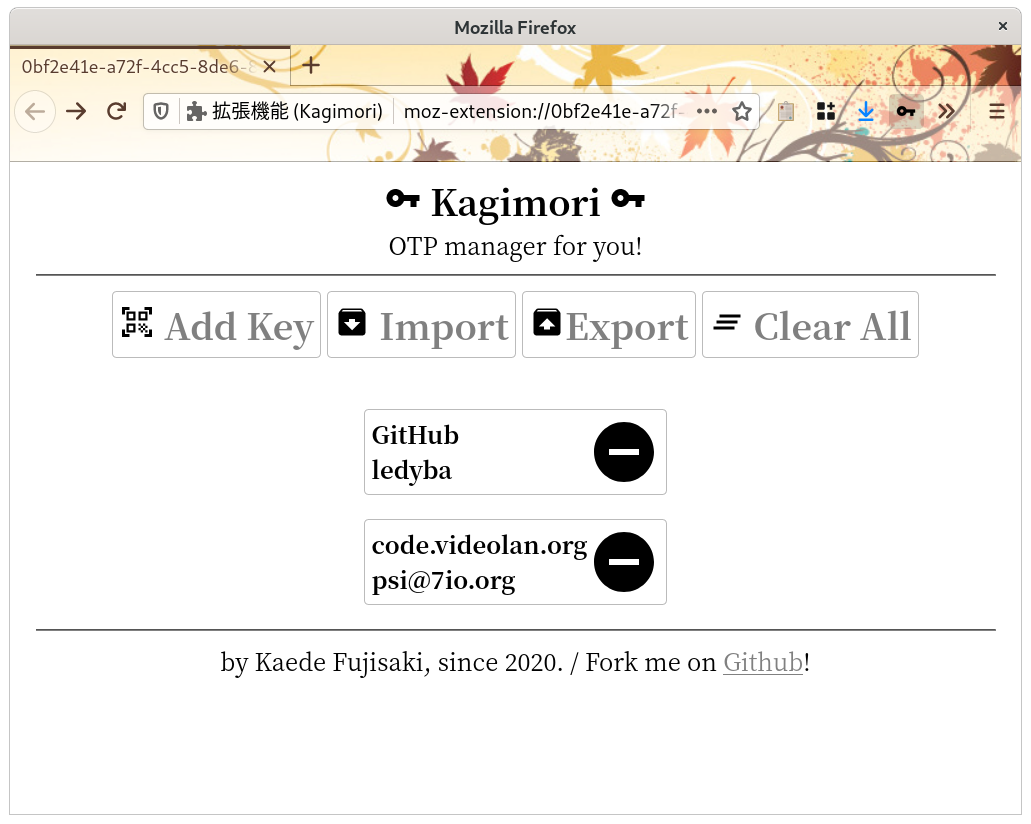 Mozilla Firefox
0bf2e41e-a72f-4cc5-8de6-
拡張機能 (Kagimori) moz-extension://0bf2e41e-a72f-
Kagimori
OTP manager for you!
Add Key Import Export Clear All
GitHub
ledyba
code.videolan.org
psi@7io.org
by Kaede Fujisaki, since 2020. / Fork me on Github!